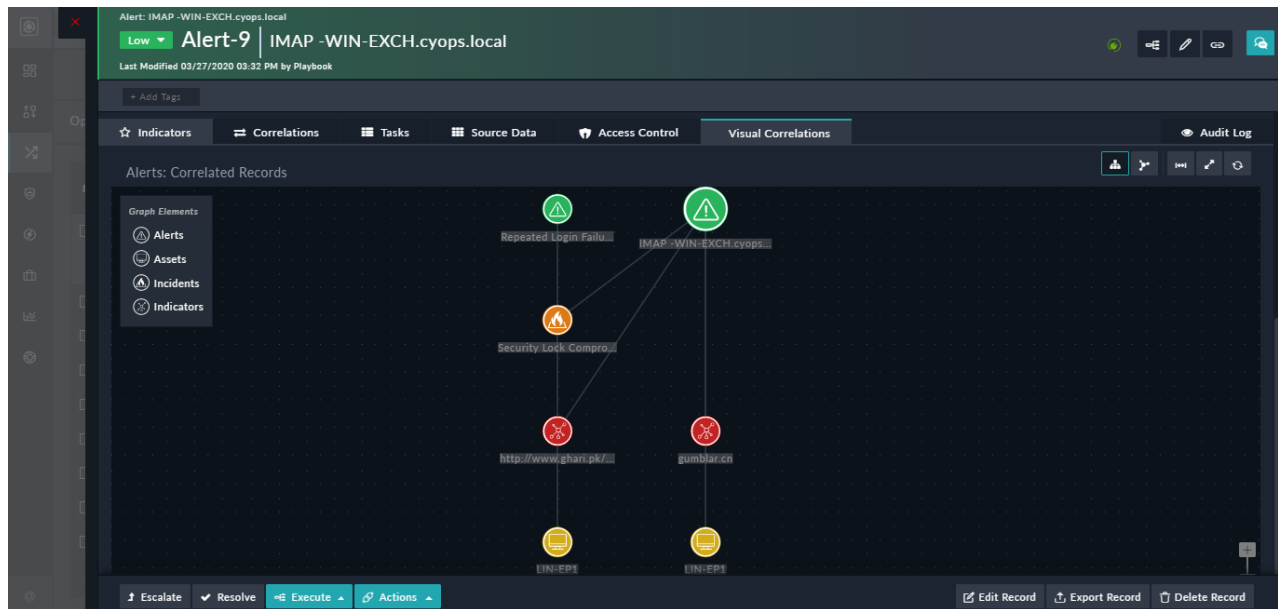 Alert: IMAP -WIN-EXCH.cyops.local
Low Alert-9 IMAP -WIN-EXCH.cyops.local
Last Modified 03/27/2020 03:32 PM by Playbook
+ Add Tags
Op
Indicators Correlations Tasks Source Data Access Control Visual Correlations Audit Log
Alerts: Correlated Records
Graph Elements
Alerts
Assets
Incidents
Indicators
Repeated Login Failu...
IMAP -WIN-EXCH.cyops...
Security Lock Compro...
http://www.ghari.pk/...
gumblar.cn
LIN-EP1
LIN-EP1
Escalate Resolve Execute Actions Edit Record Export Record Delete Record